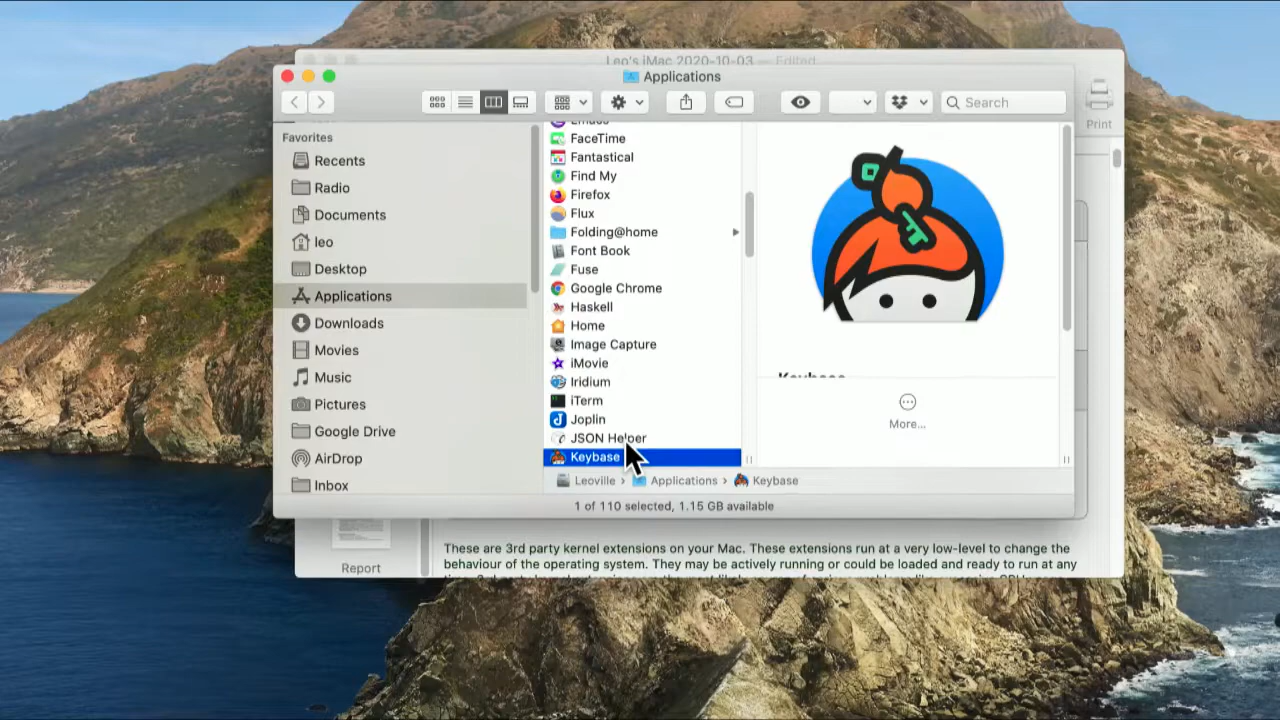 Leo's iMac 2020-10-03 — Edited
Applications
Search
Print
Favorites
Recents
Radio
Documents
leo
Desktop
Applications
Downloads
Movies
Music
Pictures
Google Drive
AirDrop
Inbox
Emacs
FaceTime
Fantastical
Find My
Firefox
Flux
Folding@home
Font Book
Fuse
Google Chrome
Haskell
Home
Image Capture
iMovie
Iridium
iTerm
Joplin
JSON Helper
Keybase
Keybase
More...
Leoville › Applications › Keybase
1 of 110 selected, 1.15 GB available
Report
These are 3rd party kernel extensions on your Mac. These extensions run at a very low-level to change the
behaviour of the operating system. They may be actively running or could be loaded and ready to run at any